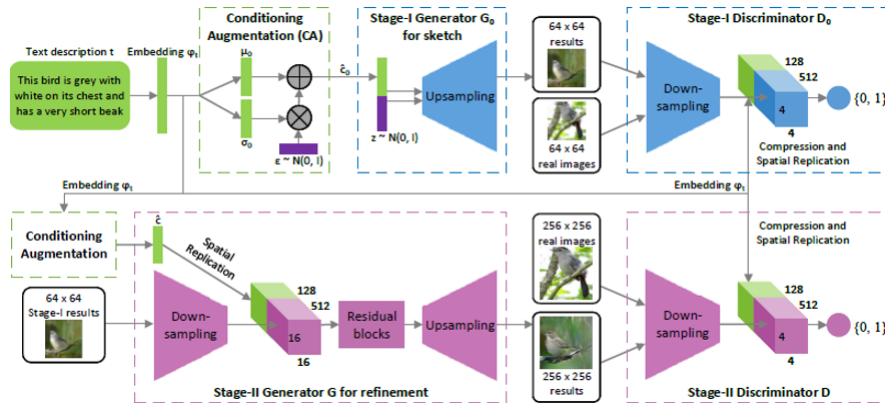 Conditioning
Augmentation (CA)
Stage-I Generator G₀
for sketch
Stage-I Discriminator D₀
Text description t
Embedding φₜ
This bird is grey with
white on its chest and
has a very short beak
μ₀
σ₀
ε ~ N(0, I)
ĉ₀
z ~ N(0, I)
Upsampling
64 x 64
results
64 x 64
real images
Down-
sampling
128
512
4
4
{0, 1}
Compression and
Spatial Replication
Embedding φₜ
Embedding φₜ
Conditioning
Augmentation
ĉ
Spatial
Replication
64 x 64
Stage-I results
Down-
sampling
128
512
16
16
Residual
blocks
Upsampling
Stage-II Generator G for refinement
256 x 256
real images
256 x 256
results
Compression and
Spatial Replication
Down-
sampling
128
512
4
4
{0, 1}
Stage-II Discriminator D